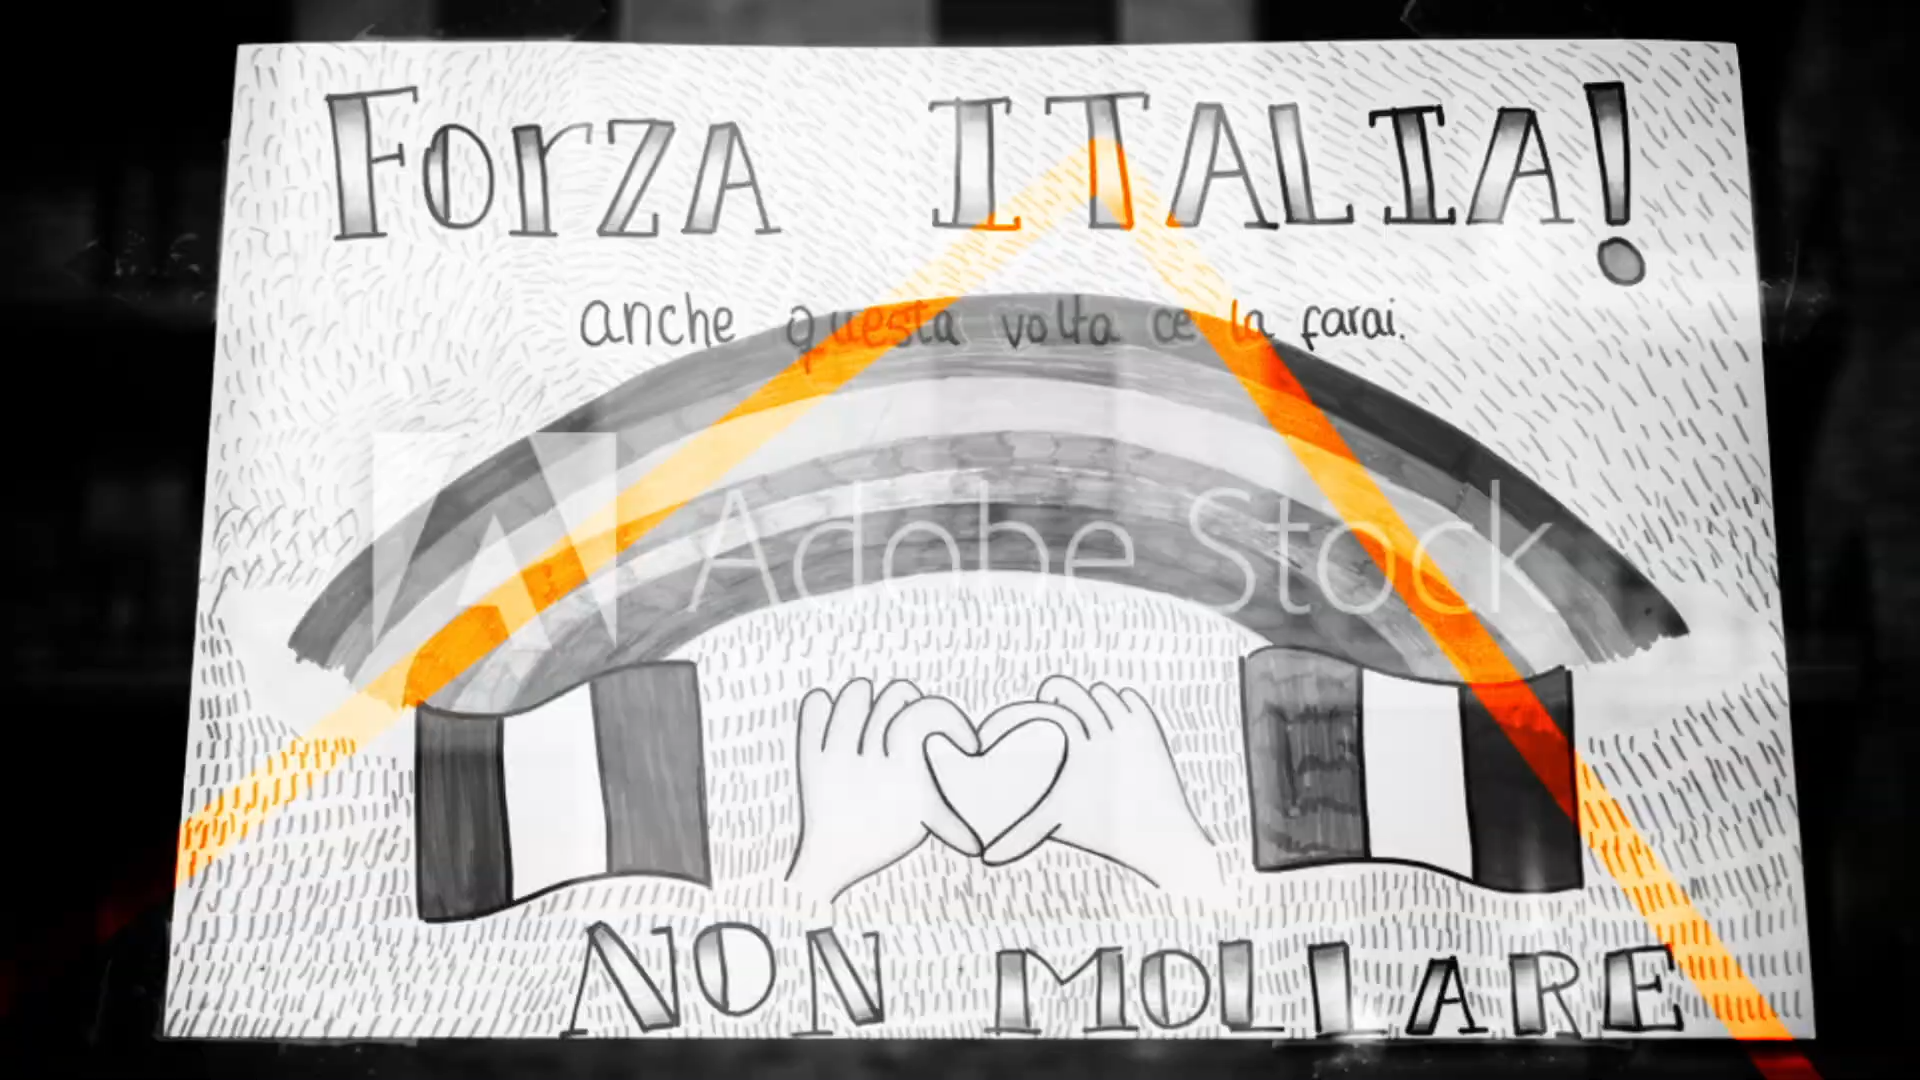 Forza ITALIA!
anche questa volta ce la farai.
Adobe Stock
NON MOLLARE